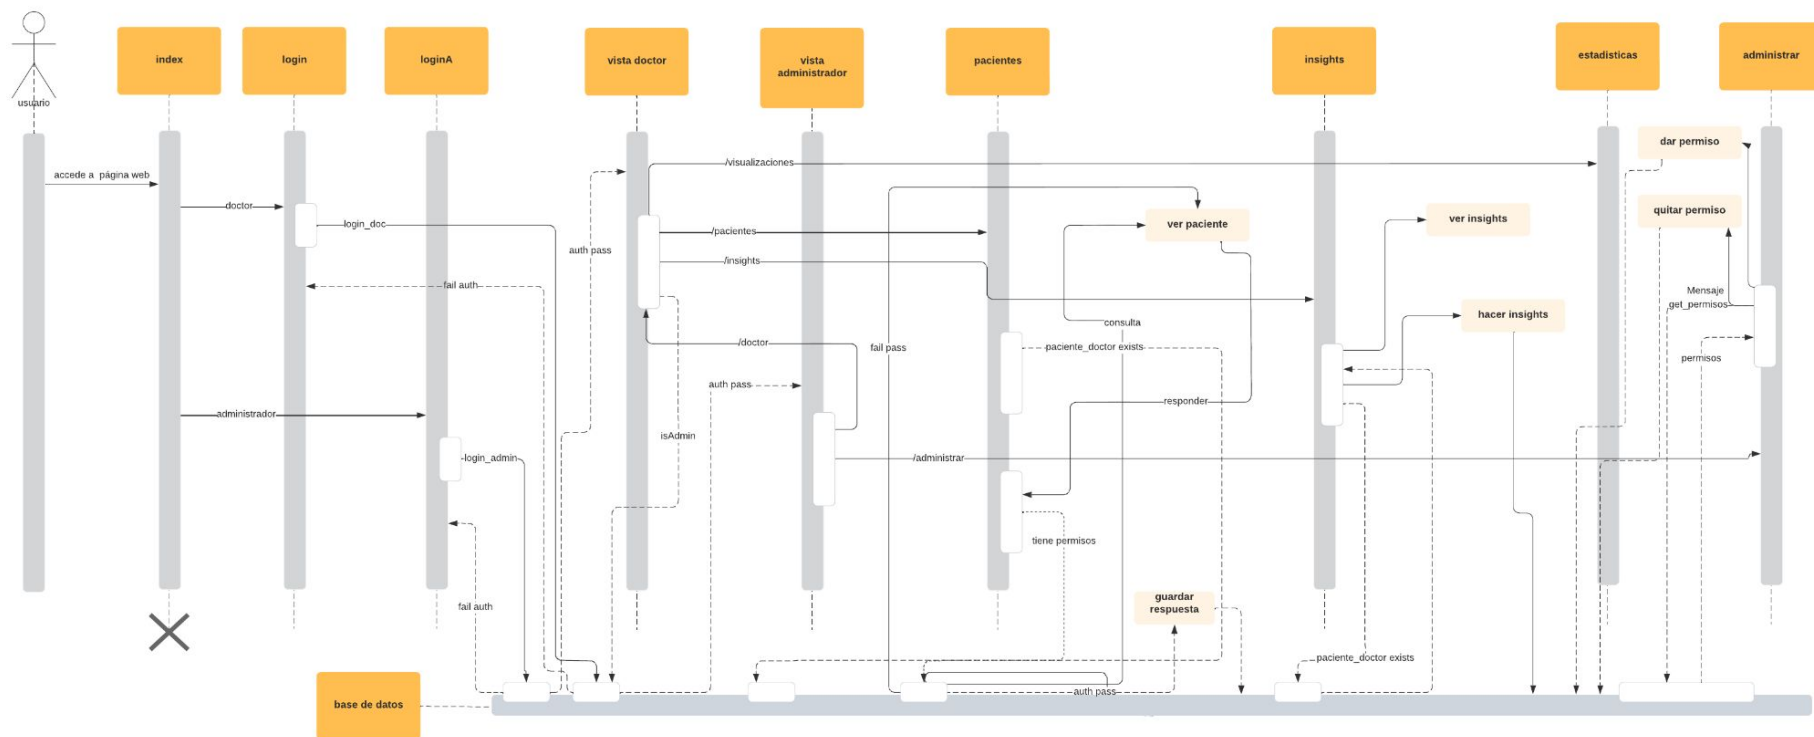 usuario
index
login
loginA
vista doctor
vista
administrador
pacientes
insights
estadisticas
administrar
dar permiso
/visualizaciones
accede a página web
doctor
login_doc
quitar permiso
ver insights
ver paciente
/pacientes
auth pass
/insights
fail auth
Mensaje
get_permisos
hacer insights
consulta
/doctor
fail pass
paciente_doctor exists
permisos
auth pass
responder
administrador
isAdmin
login_admin
/administrar
tiene permisos
guardar
respuesta
fail auth
paciente_doctor exists
auth pass
base de datos